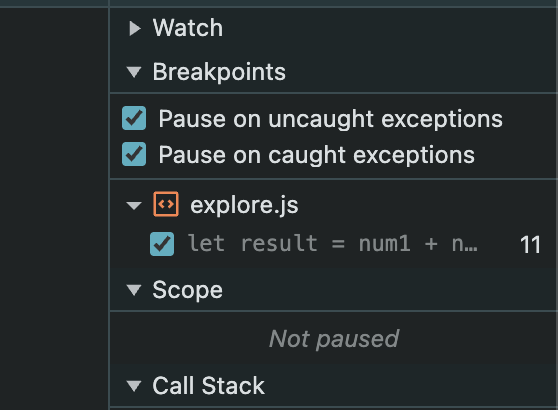 Watch
Breakpoints
Pause on uncaught exceptions
Pause on caught exceptions
explore.js
let result = num1 + n… 11
Scope
Not paused
Call Stack